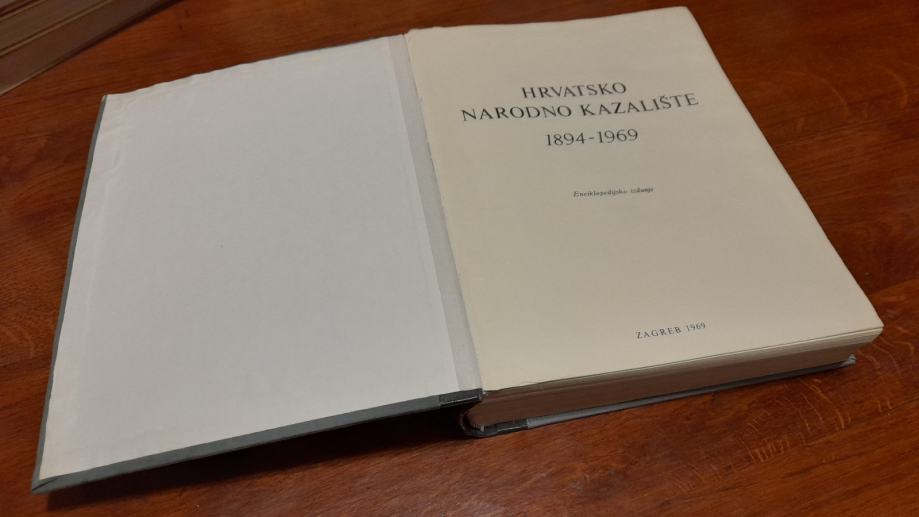 HRVATSKO
NARODNO KAZALIŠTE
1894-1969
Enciklopedijsko izdanje
ZAGREB 1969